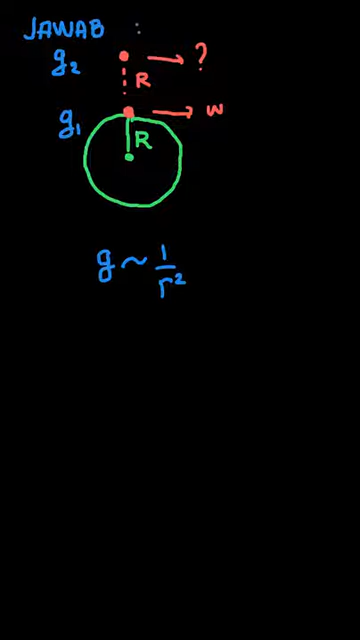 JAWAB :
g₂ → ?
R
g₁ → w
R
g ~ 1/r²